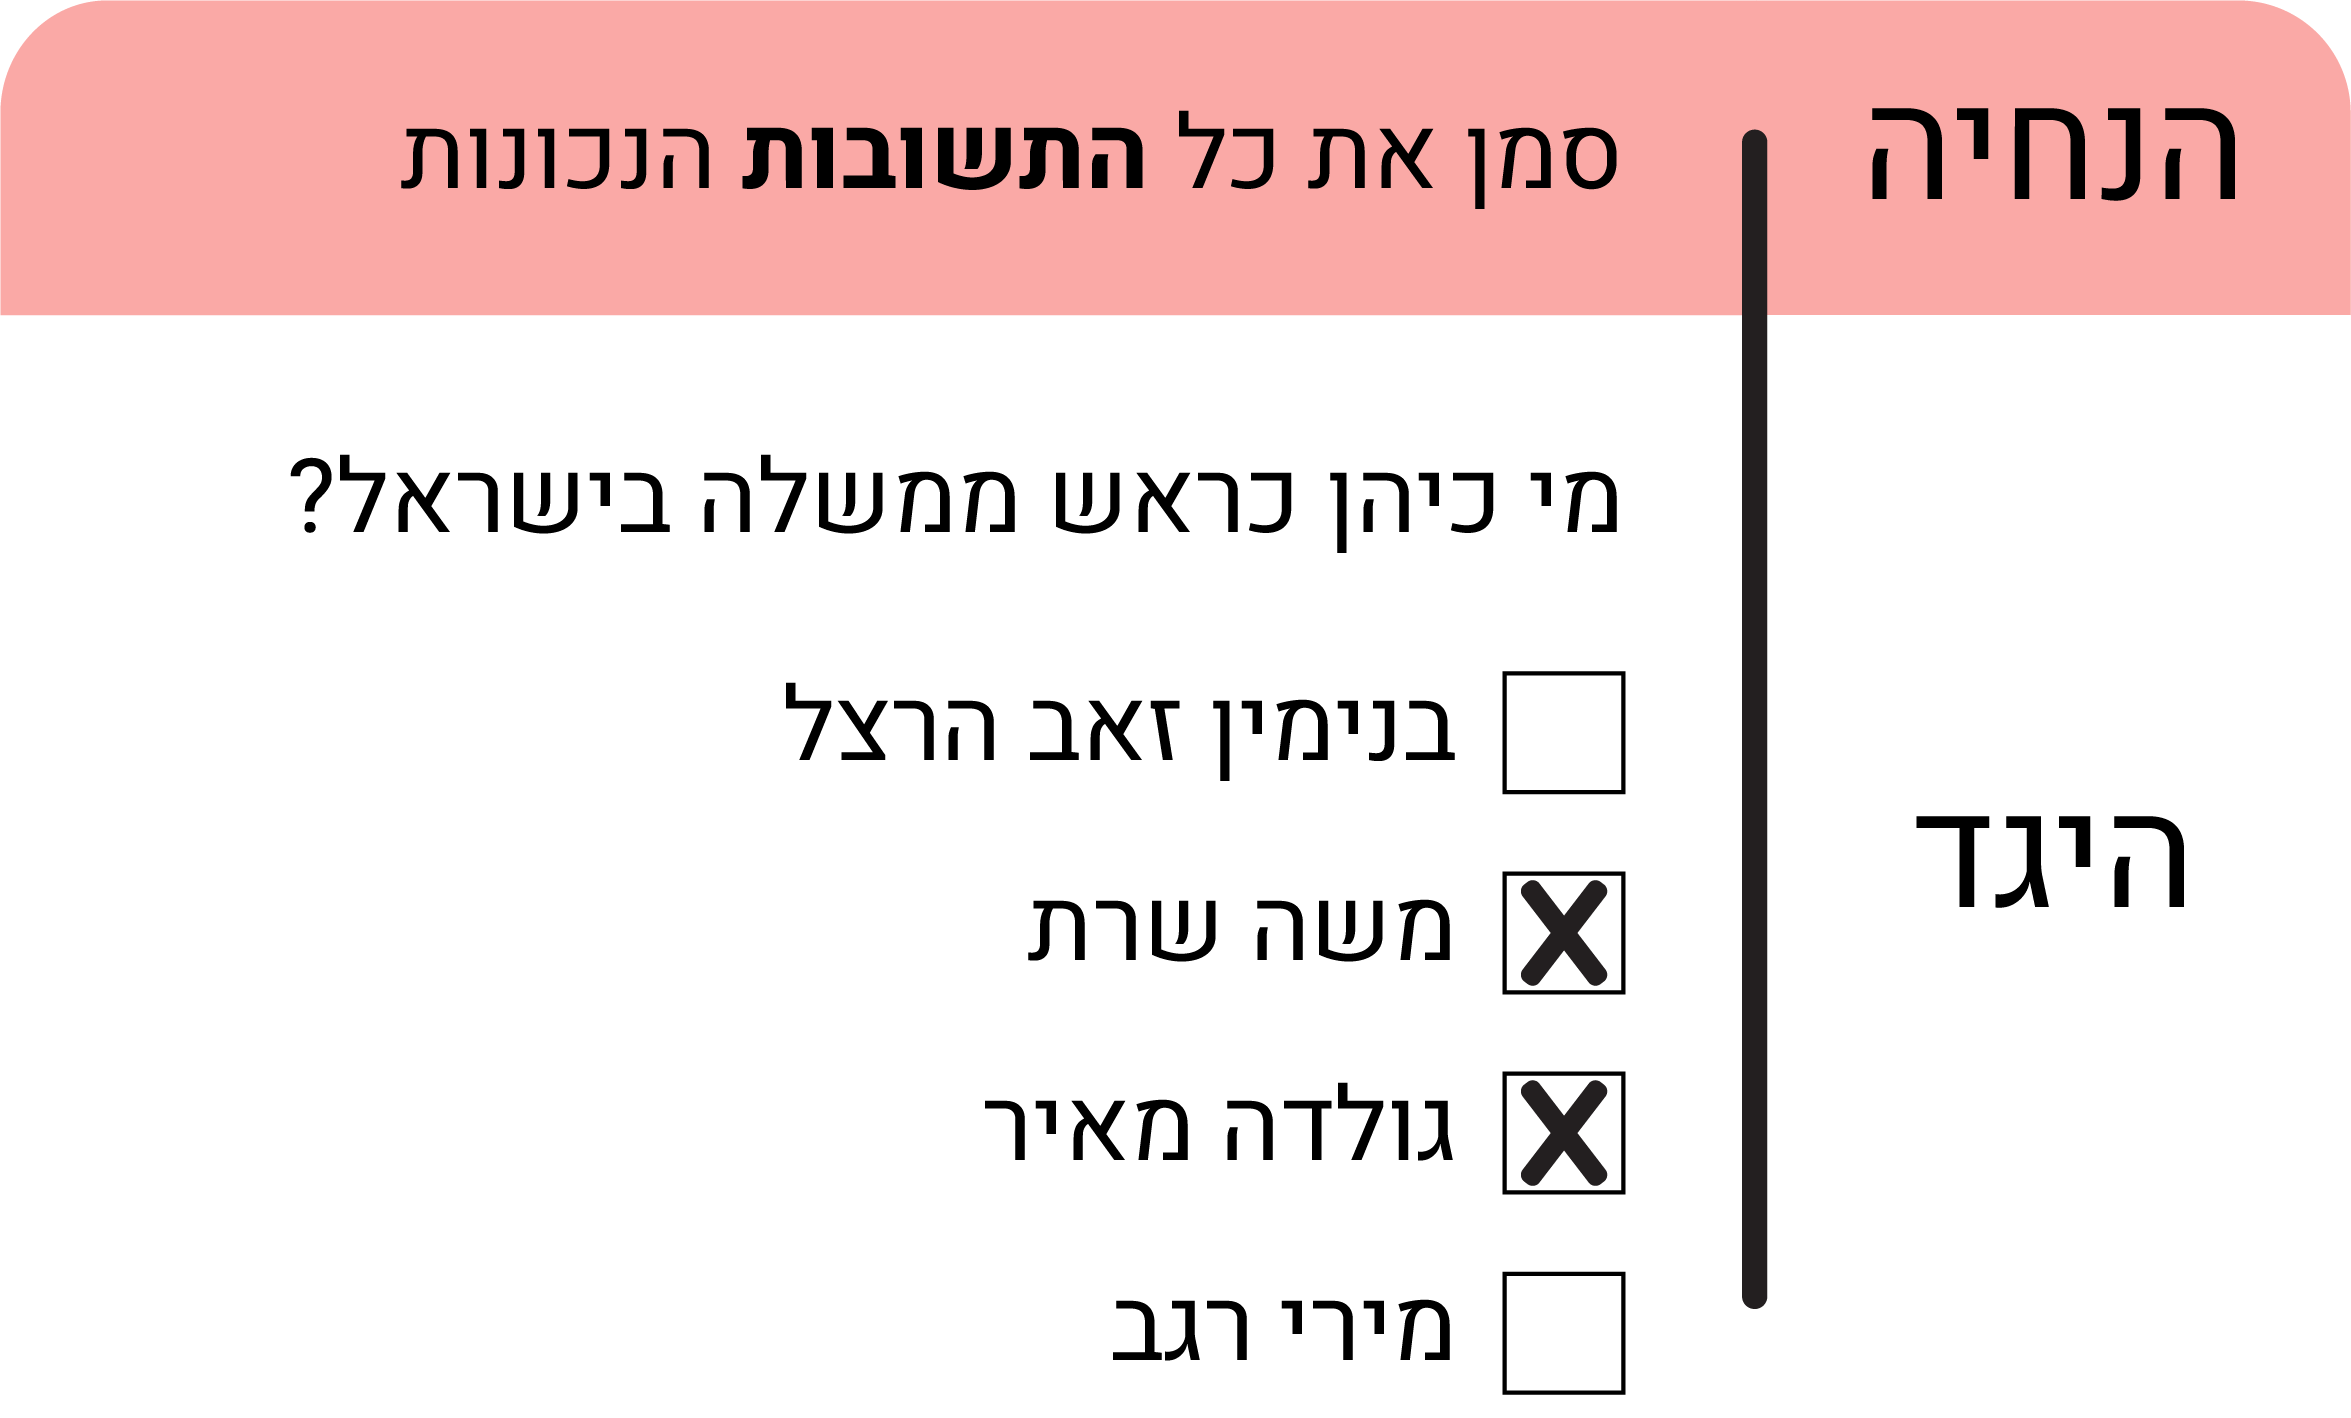 הנחיה
סמן את כל התשובות הנכונות
היגד
מי כיהן כראש ממשלה בישראל?
בנימין זאב הרצל
X משה שרת
X גולדה מאיר
מירי רגב